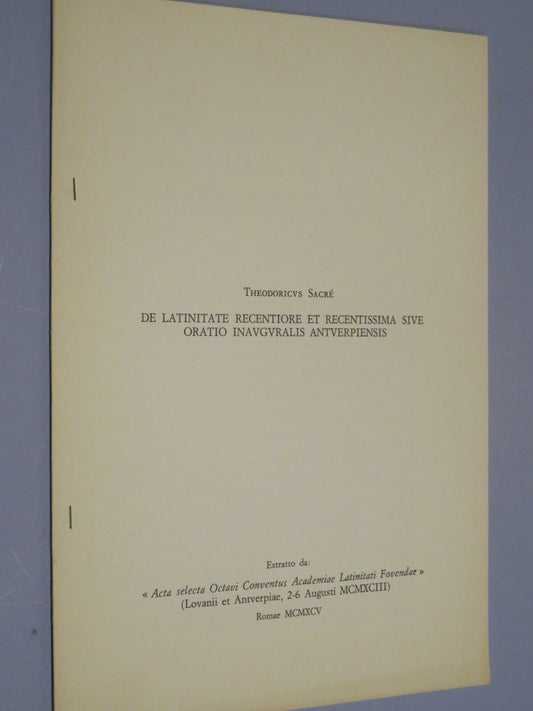 THEODORICVS SACRÉ
DE LATINITATE RECENTIORE ET RECENTISSIMA SIVE
ORATIO INAVGVRALIS ANTVERPIENSIS
Estratto da:
« Acta selecta Octavi Conventus Academiae Latinitati Fovendae »
(Lovanii et Antverpiae, 2-6 Augusti MCMXCIII)
Romae MCMXCV